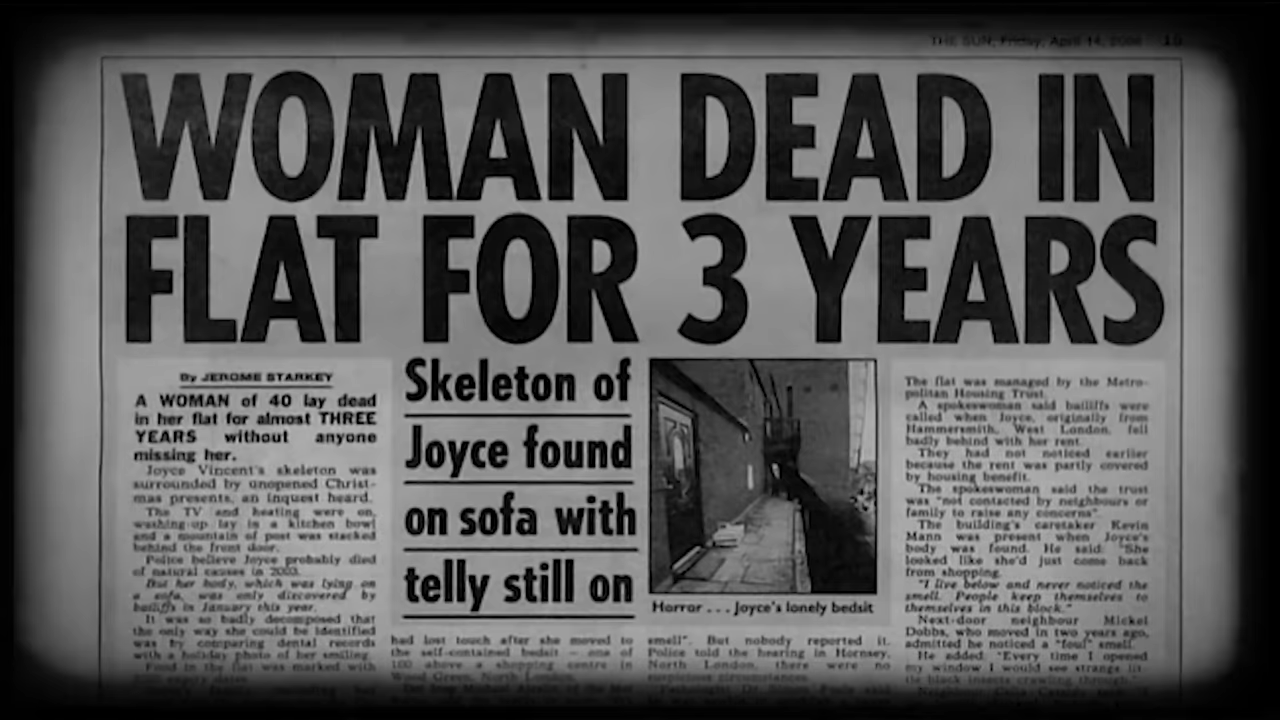 THE SUN, Friday, April 14, 2006 19
WOMAN DEAD IN
FLAT FOR 3 YEARS
By JEROME STARKEY
A WOMAN of 40 lay dead
in her flat for almost THREE
YEARS without anyone
missing her.
Joyce Vincent's skeleton was
surrounded by unopened Christ-
mas presents, an inquest heard.
The TV and heating were on,
washing-up lay in a kitchen bowl
and a mountain of post was stacked
behind the front door.
Police believe Joyce probably died
of natural causes in 2003.
But her body, which was lying on
a sofa, was only discovered by
bailiffs in January this year.
It was so badly decomposed that
the only way she could be identified
was by comparing dental records
with a holiday photo of her smiling.
Food in the flat was marked with
2003 expiry dates.
Skeleton of
Joyce found
on sofa with
telly still on
had lost touch after she moved to
the self-contained bedsit — one of
100 above a shopping centre in
Wood Green, North London.
Horror . . . Joyce's lonely bedsit
smell". But nobody reported it.
Police told the hearing in Hornsey,
North London, there were no
suspicious circumstances.
The flat was managed by the Metro-
politan Housing Trust.
A spokeswoman said bailiffs were
called when Joyce, originally from
Hammersmith, West London, fell
badly behind with her rent.
They had not noticed earlier
because the rent was partly covered
by housing benefit.
The spokeswoman said the trust
was "not contacted by neighbours or
family to raise any concerns".
The building's caretaker Kevin
Mann was present when Joyce's
body was found. He said: "She
looked like she'd just come back
from shopping.
"I live below and never noticed the
smell. People keep themselves to
themselves in this block."
Next-door neighbour Mickel
Dobbs, who moved in two years ago,
admitted he noticed a "foul" smell.
He added: "Every time I opened
my window I would see strange lit-
tle black insects crawling through."